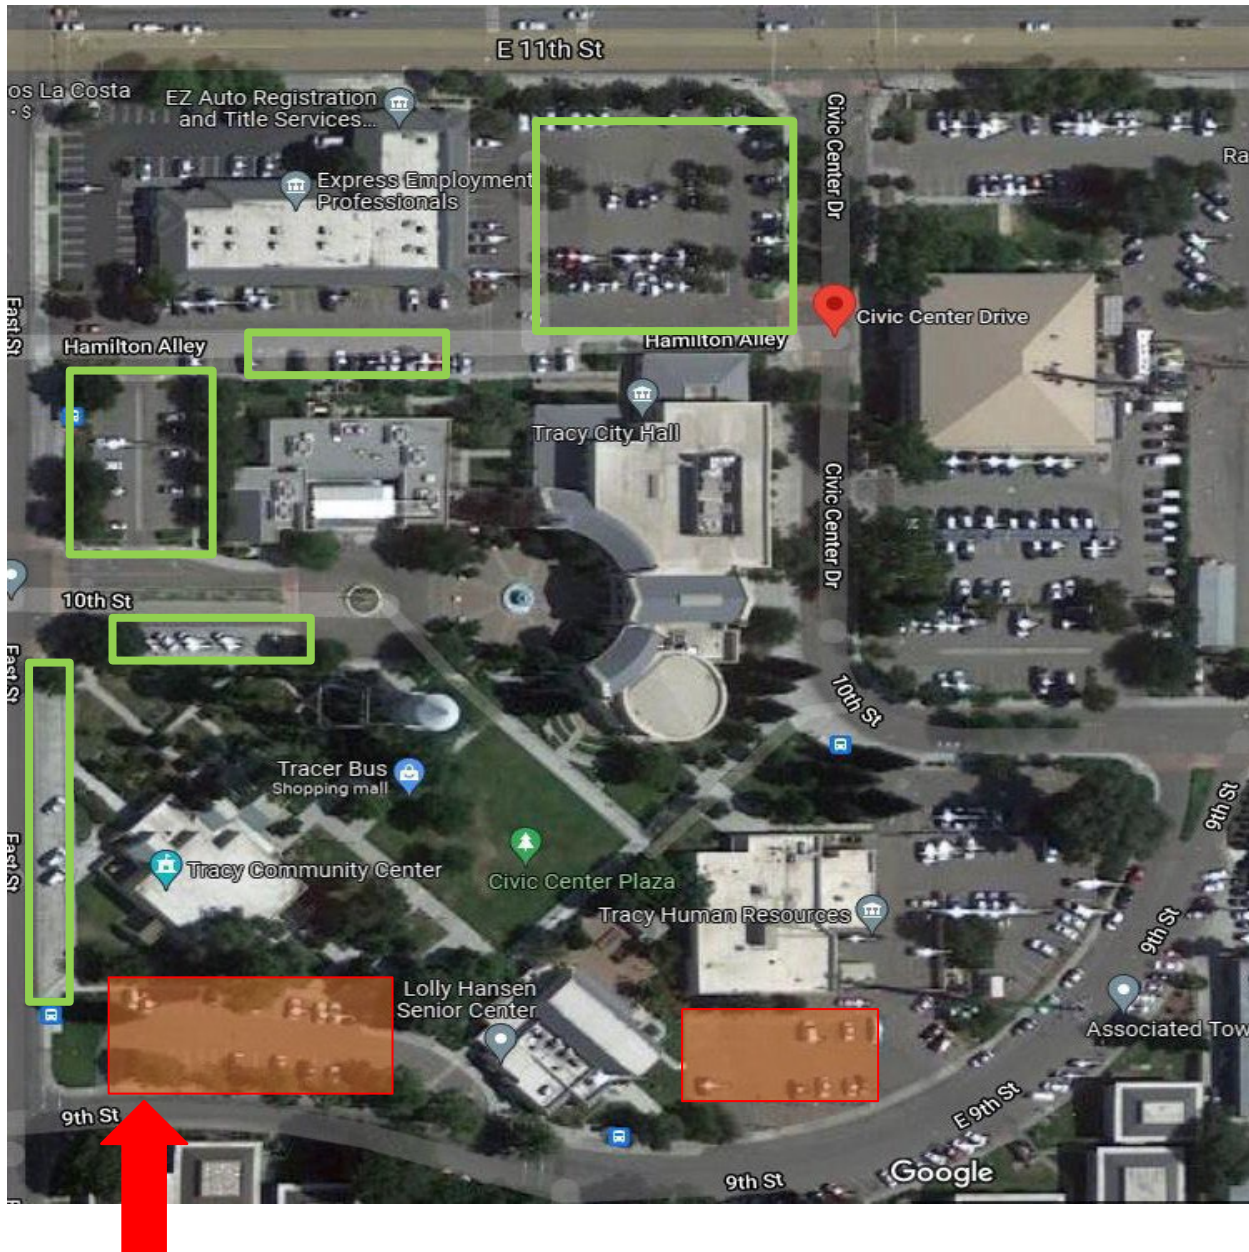 E 11th St
os La Costa
· $
EZ Auto Registration
and Title Services...
Civic Center Dr
Ra
Express Employment
Professionals
East St
Hamilton Alley
Hamilton Alley
Civic Center Drive
Tracy City Hall
Civic Center Dr
10th St
East St
10th St
Tracer Bus
Shopping mall
9th St
East St
Tracy Community Center
Civic Center Plaza
Tracy Human Resources
9th St
Lolly Hansen
Senior Center
Associated Tow
9th St
E 9th St
Google
9th St